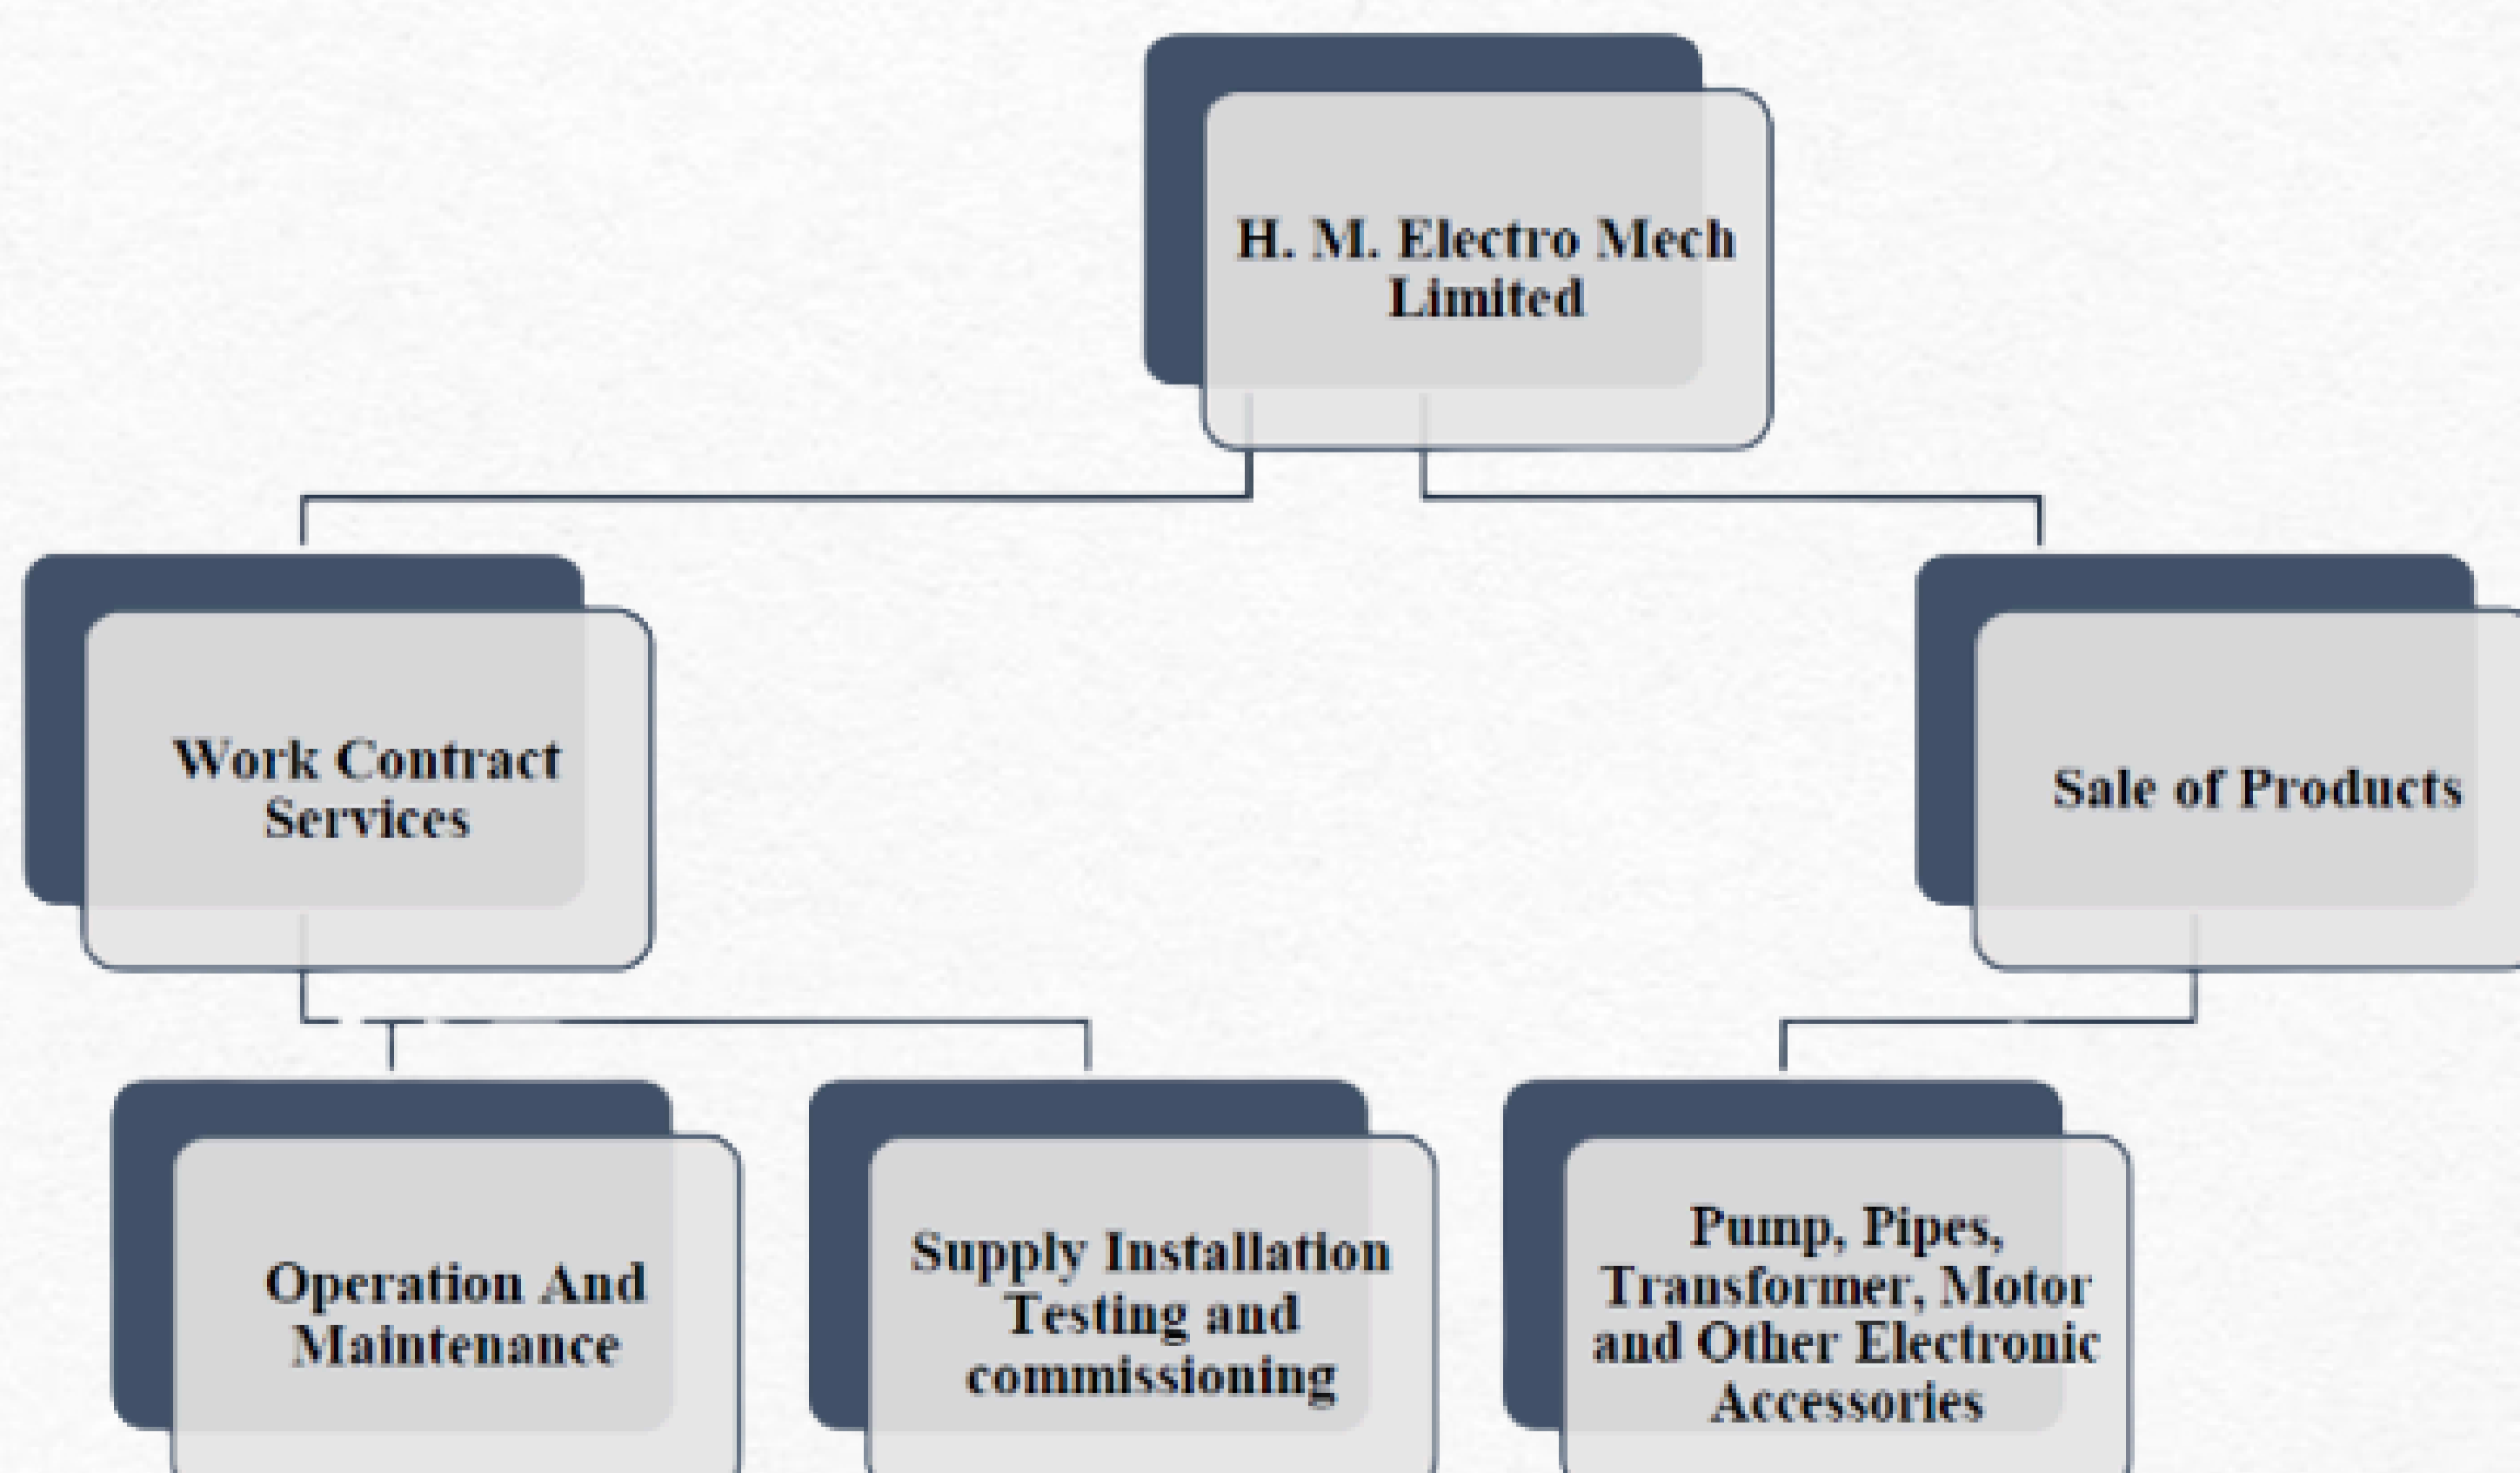 H. M. Electro Mech
Limited
Work Contract
Services
Sale of Products
Operation And
Maintenance
Supply Installation
Testing and
commissioning
Pump, Pipes,
Transformer, Motor
and Other Electronic
Accessories